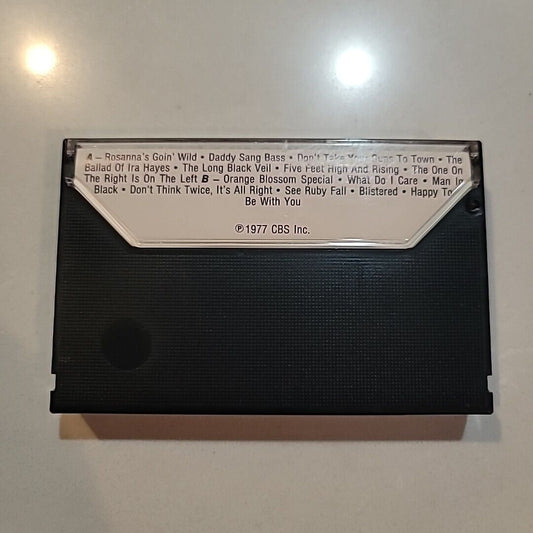 A – Rosanna's Goin' Wild • Daddy Sang Bass • Don't Take Your Guns To Town • The
Ballad Of Ira Hayes • The Long Black Veil • Five Feet High And Rising • The One On
The Right Is On The Left B – Orange Blossom Special • What Do I Care • Man In
Black • Don't Think Twice, It's All Right • See Ruby Fall • Blistered • Happy To
Be With You
℗ 1977 CBS Inc.